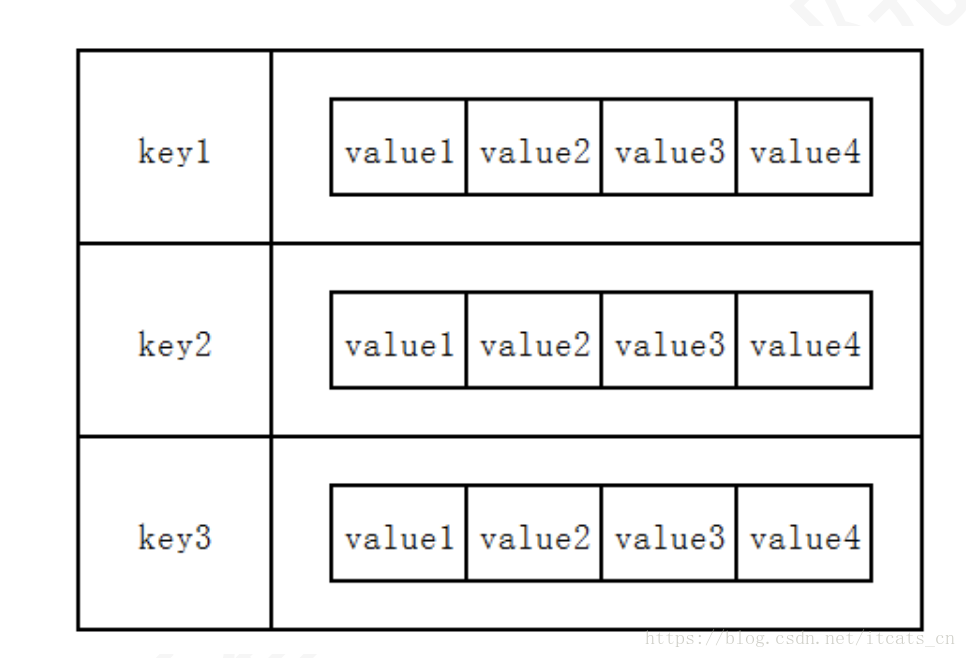 key1 value1 value2 value3 value4
key2 value1 value2 value3 value4
key3 value1 value2 value3 value4
https://blog.csdn.net/itcats_cn